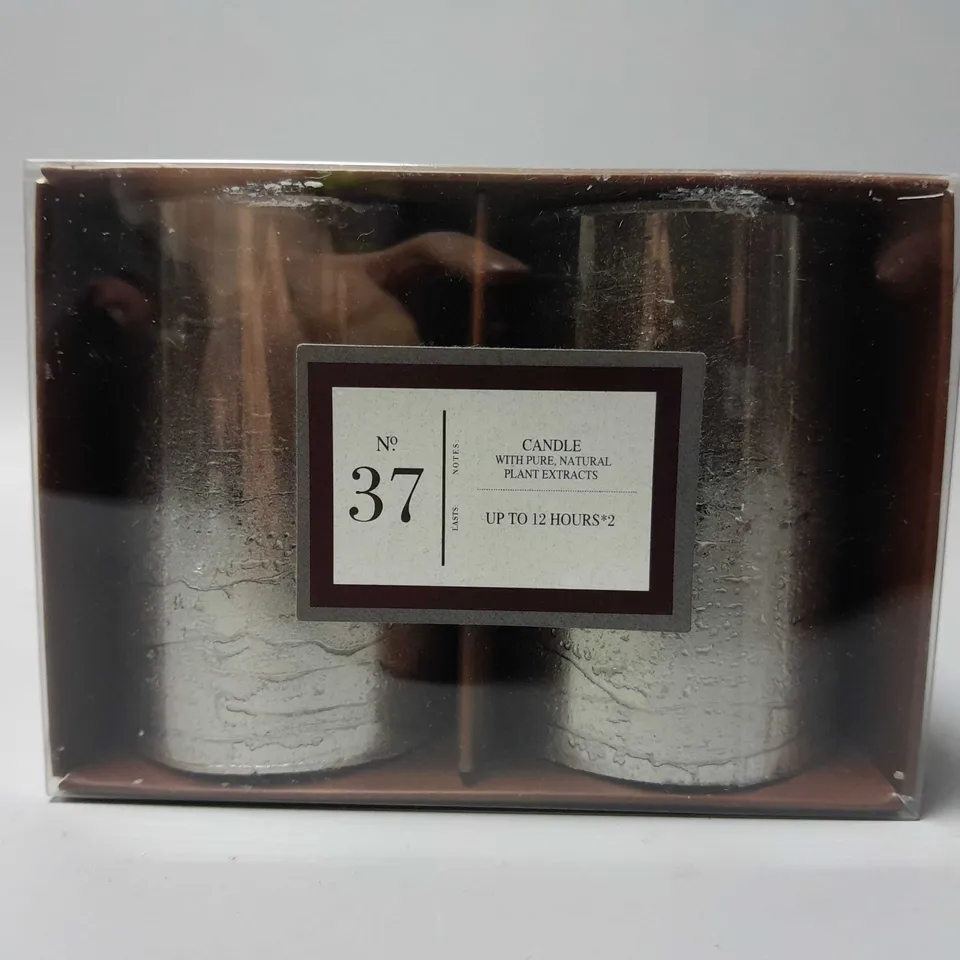 Nº
37
NOTES:
LASTS:
CANDLE
WITH PURE, NATURAL
PLANT EXTRACTS
UP TO 12 HOURS*2